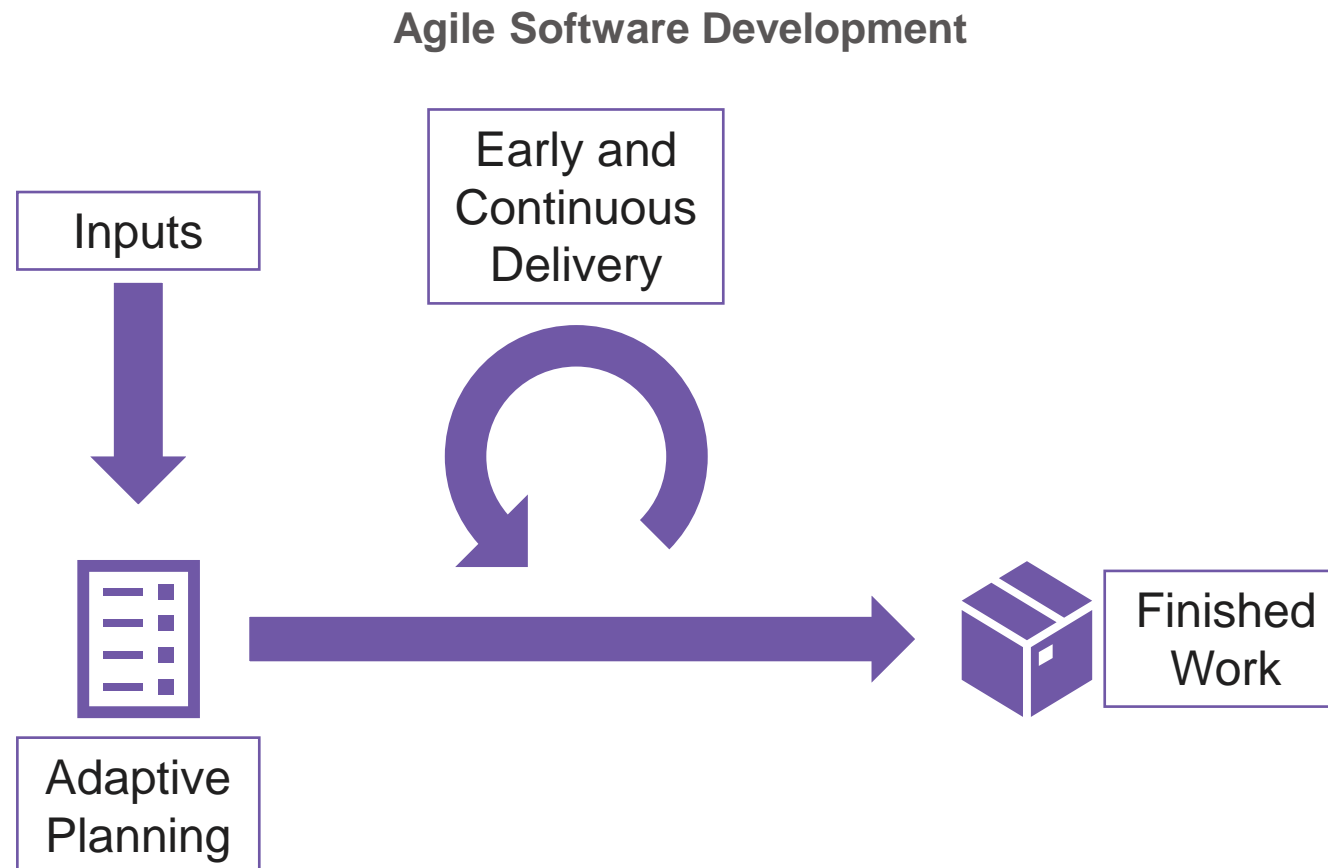 Agile Software Development
Early and
Continuous
Delivery
Inputs
Finished
Work
Adaptive
Planning